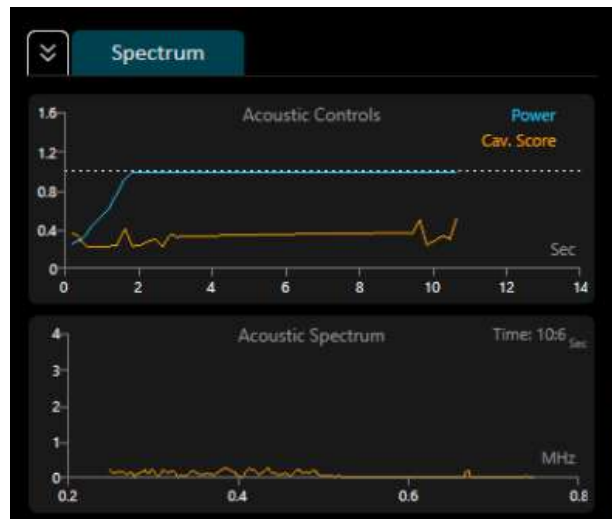 Spectrum
Acoustic Controls
Power
Cav. Score
1.6
1.2
0.8
0.4
0
Sec
0 2 4 6 8 10 12 14
Acoustic Spectrum
Time: 10:6 Sec
4
3
2
1
0
MHz
0.2 0.4 0.6 0.8